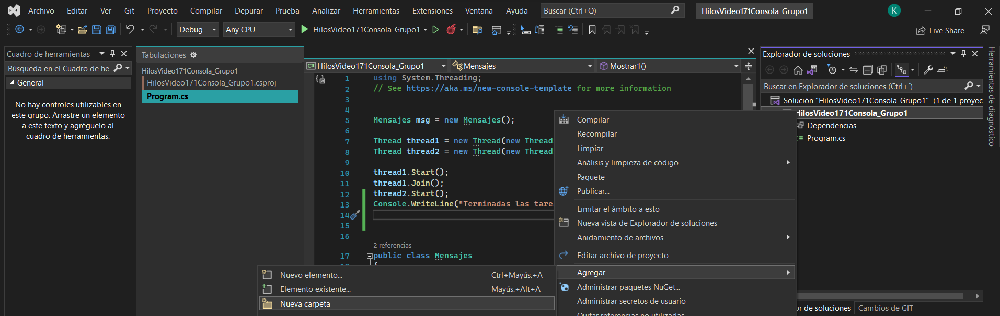 Archivo Editar Ver Git Proyecto Compilar Depurar Prueba Analizar Herramientas Extensiones Ventana Ayuda Buscar (Ctrl+Q) HilosVideo171Consola_Grupo1 K
Debug Any CPU HilosVideo171Consola_Grupo1 Live Share
Cuadro de herramientas
Búsqueda en el Cuadro de he
General
No hay controles utilizables en
este grupo. Arrastre un elemento
a este texto y agréguelo al
cuadro de herramientas.
Tabulaciones
HilosVideo171Consola_Grupo1
HilosVideo171Consola_Grupo1.csproj
Program.cs
C# HilosVideo171Consola_Grupo1 Mensajes Mostrar1()
1 using System.Threading;
2 // See https://aka.ms/new-console-template for more information
3
4
5 Mensajes msg = new Mensajes();
6
7 Thread thread1 = new Thread(new Thread
8 Thread thread2 = new Thread(new Thread
9
10 thread1.Start();
11 thread1.Join();
12 thread2.Start();
13 Console.WriteLine("Terminadas las tarea
14
15
16
2 referencias
17 public class Mensajes
{
Compilar
Recompilar
Limpiar
Análisis y limpieza de código
Paquete
Publicar...
Limitar el ámbito a esto
Nueva vista de Explorador de soluciones
Anidamiento de archivos
Editar archivo de proyecto
Agregar
Administrar paquetes NuGet...
Administrar secretos de usuario
Quitar referencias no utilizadas
Nuevo elemento... Ctrl+Mayús.+A
Elemento existente... Mayús.+Alt+A
Nueva carpeta
Explorador de soluciones
Buscar en Explorador de soluciones (Ctrl+´)
Solución "HilosVideo171Consola_Grupo1" (1 de 1 proyec
HilosVideo171Consola_Grupo1
Dependencias
Program.cs
or de soluciones Cambios de GIT
Herramientas de diagnóstico